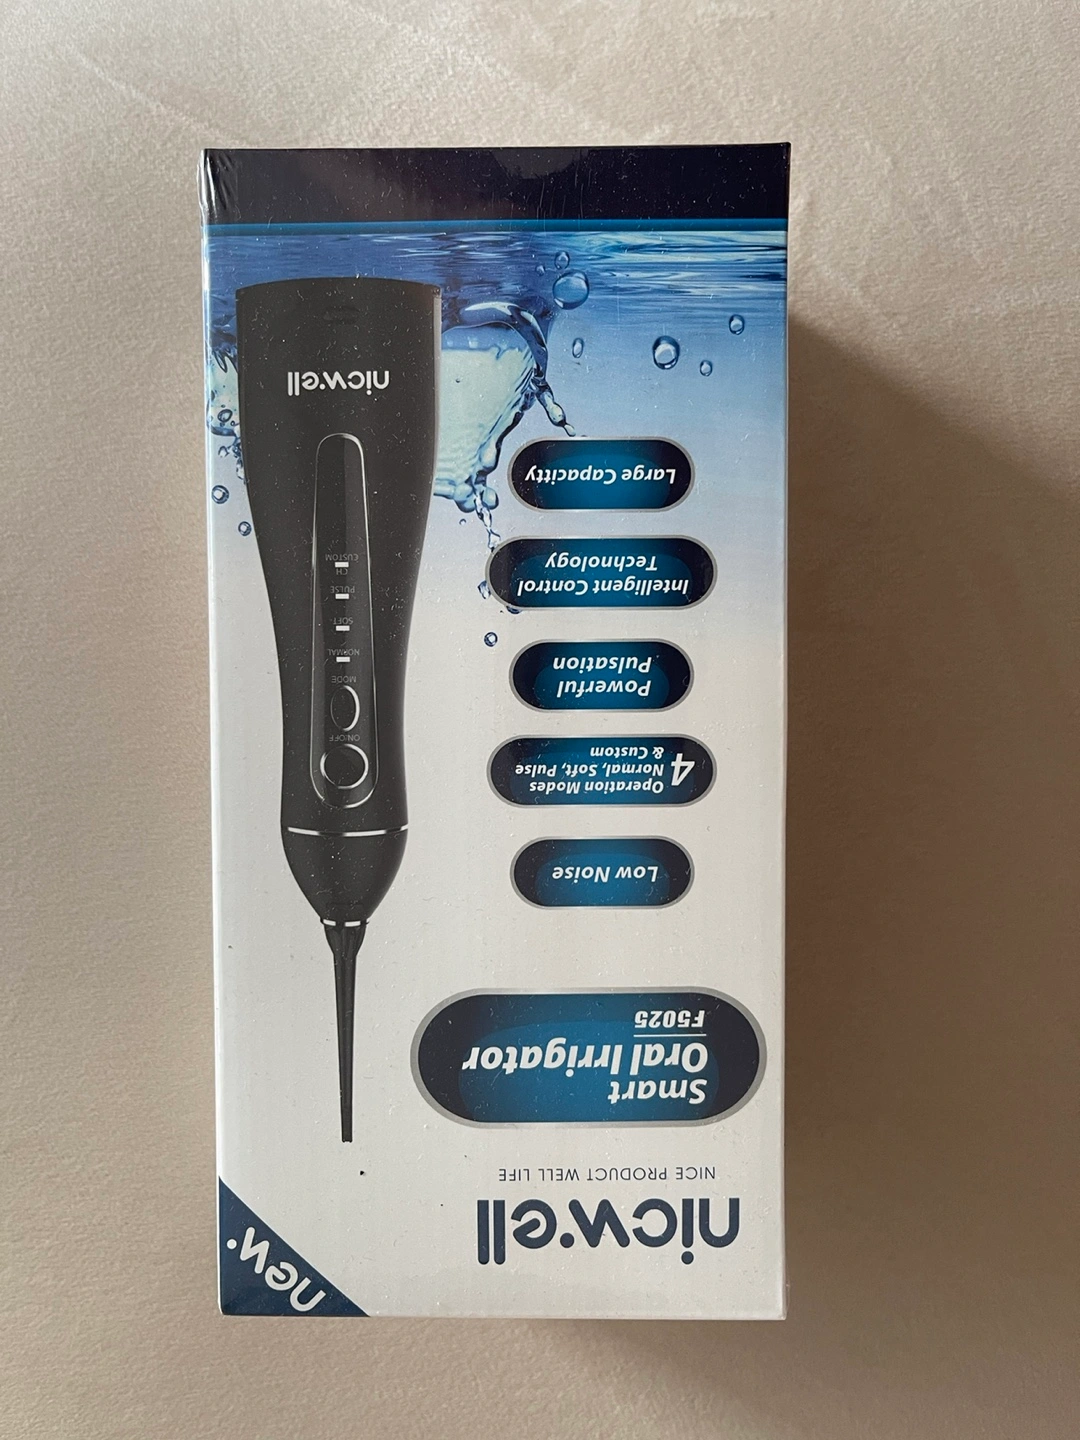 new.
nicwell
NICE PRODUCT WELL LIFE
Smart
Oral Irrigator
F5025
Low Noise
4
Operation Modes
Normal, Soft, Pulse
& Custom
Powerful
Pulsation
Intelligent Control
Technology
Large Capacitty
ON/OFF
MODE
NORMAL
SOFT
PULSE
CH
CUSTOM
nicwell